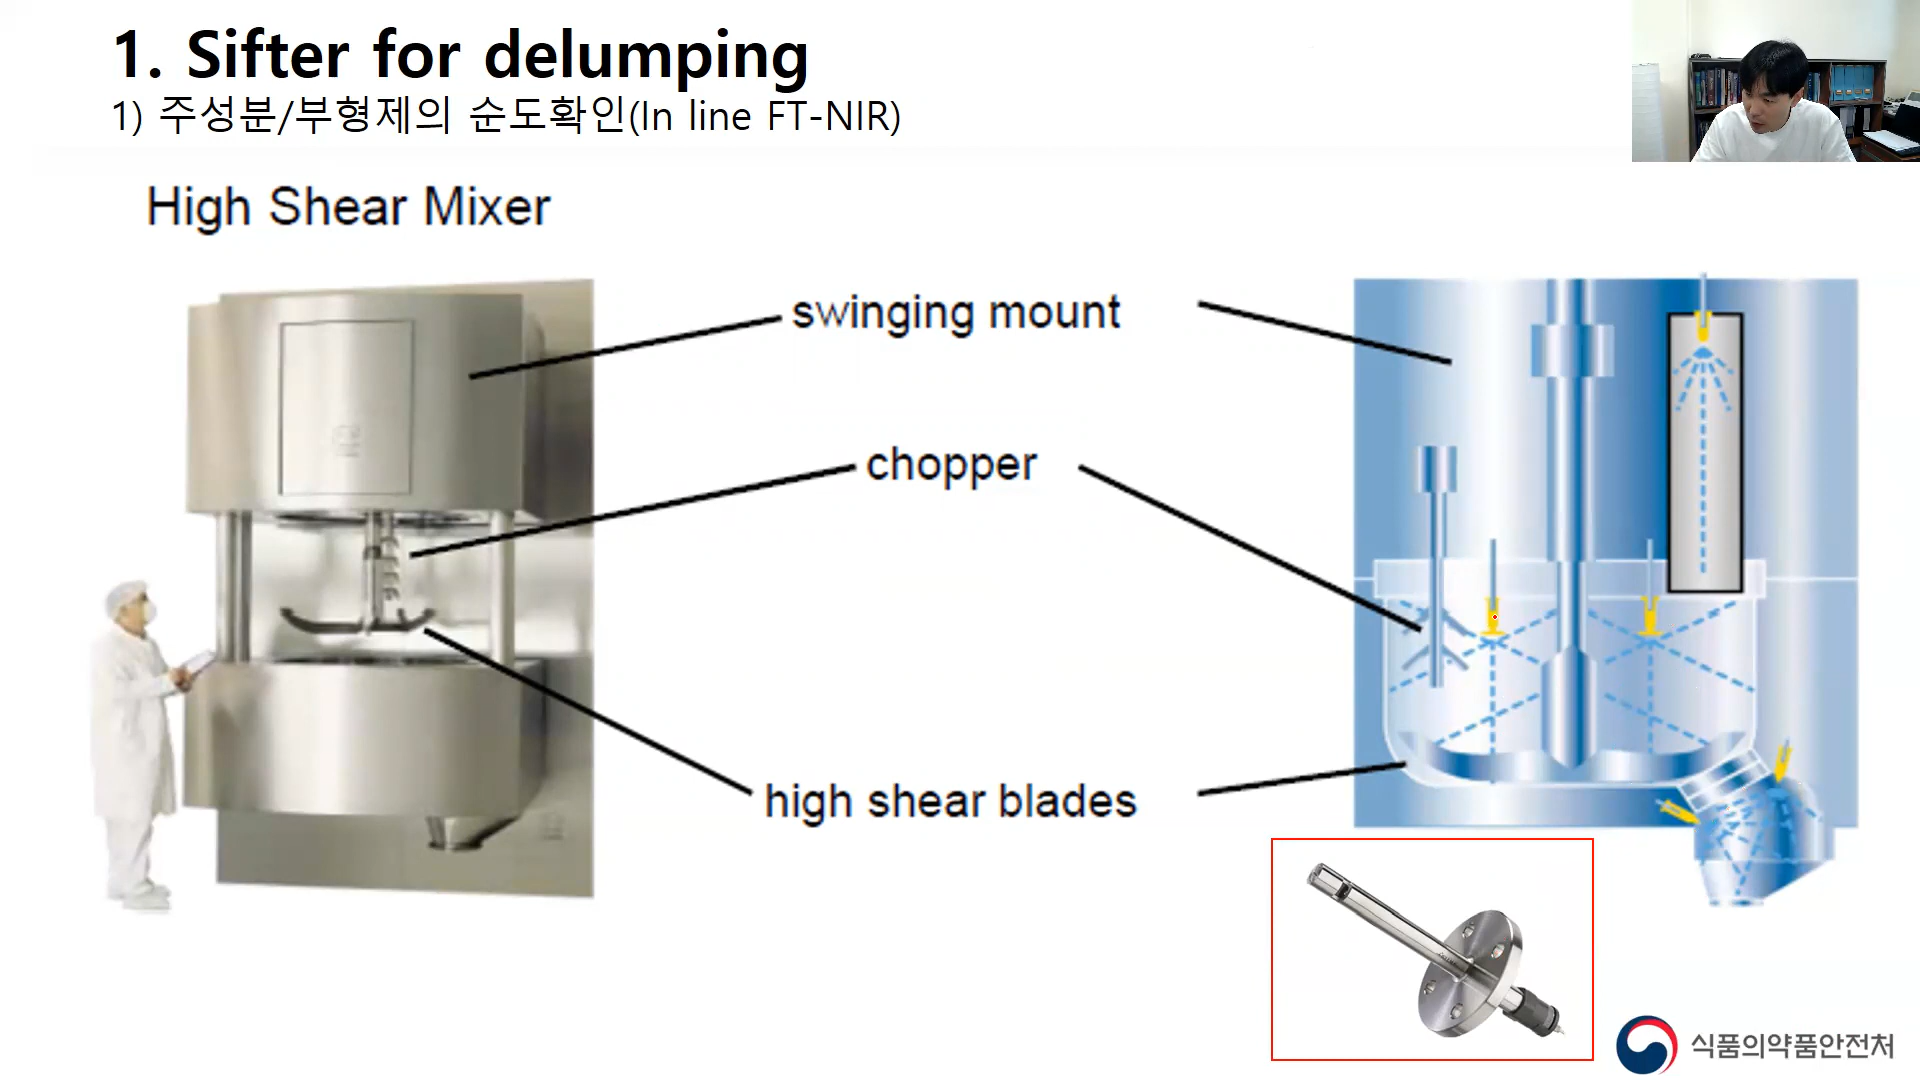 1. Sifter for delumping
1) 주성분/부형제의 순도확인(In line FT-NIR)
High Shear Mixer
swinging mount
chopper
high shear blades
식품의약품안전처